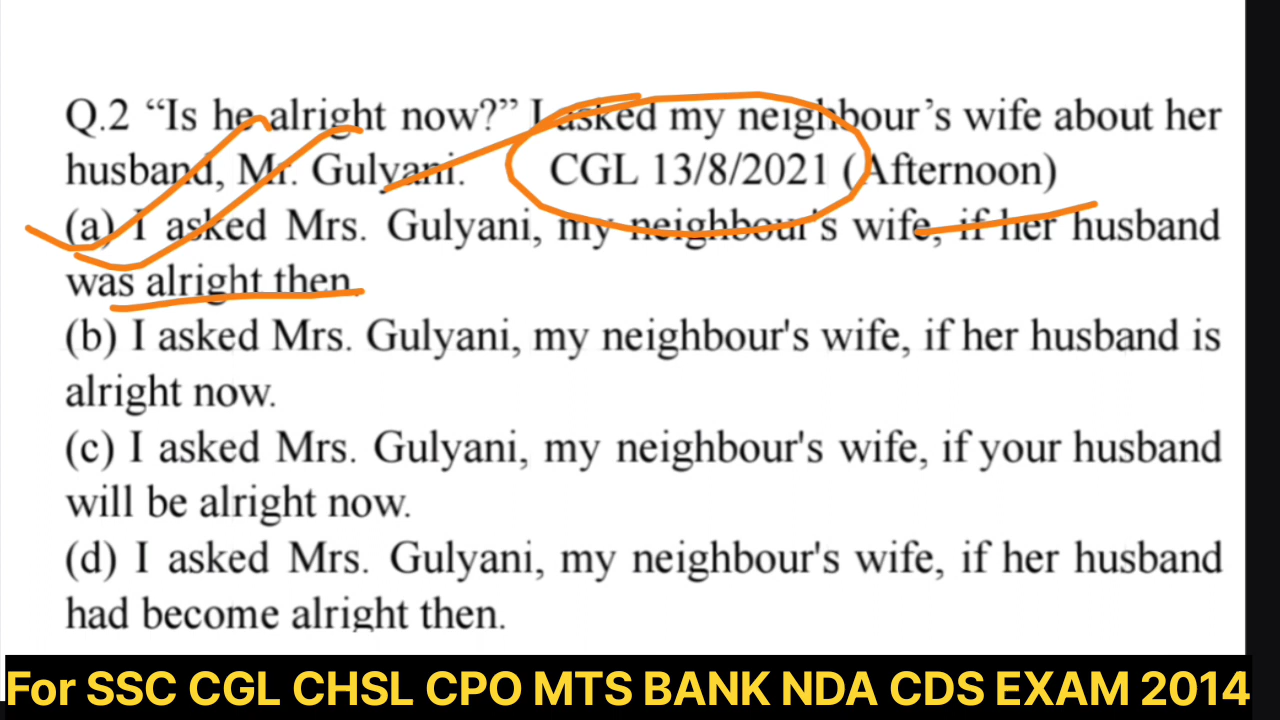 Q.2 “Is he alright now?” I asked my neighbour’s wife about her
husband, Mr. Gulyani. CGL 13/8/2021 (Afternoon)
(a) I asked Mrs. Gulyani, my neighbour's wife, if her husband
was alright then.
(b) I asked Mrs. Gulyani, my neighbour's wife, if her husband is
alright now.
(c) I asked Mrs. Gulyani, my neighbour's wife, if your husband
will be alright now.
(d) I asked Mrs. Gulyani, my neighbour's wife, if her husband
had become alright then.
For SSC CGL CHSL CPO MTS BANK NDA CDS EXAM 2014